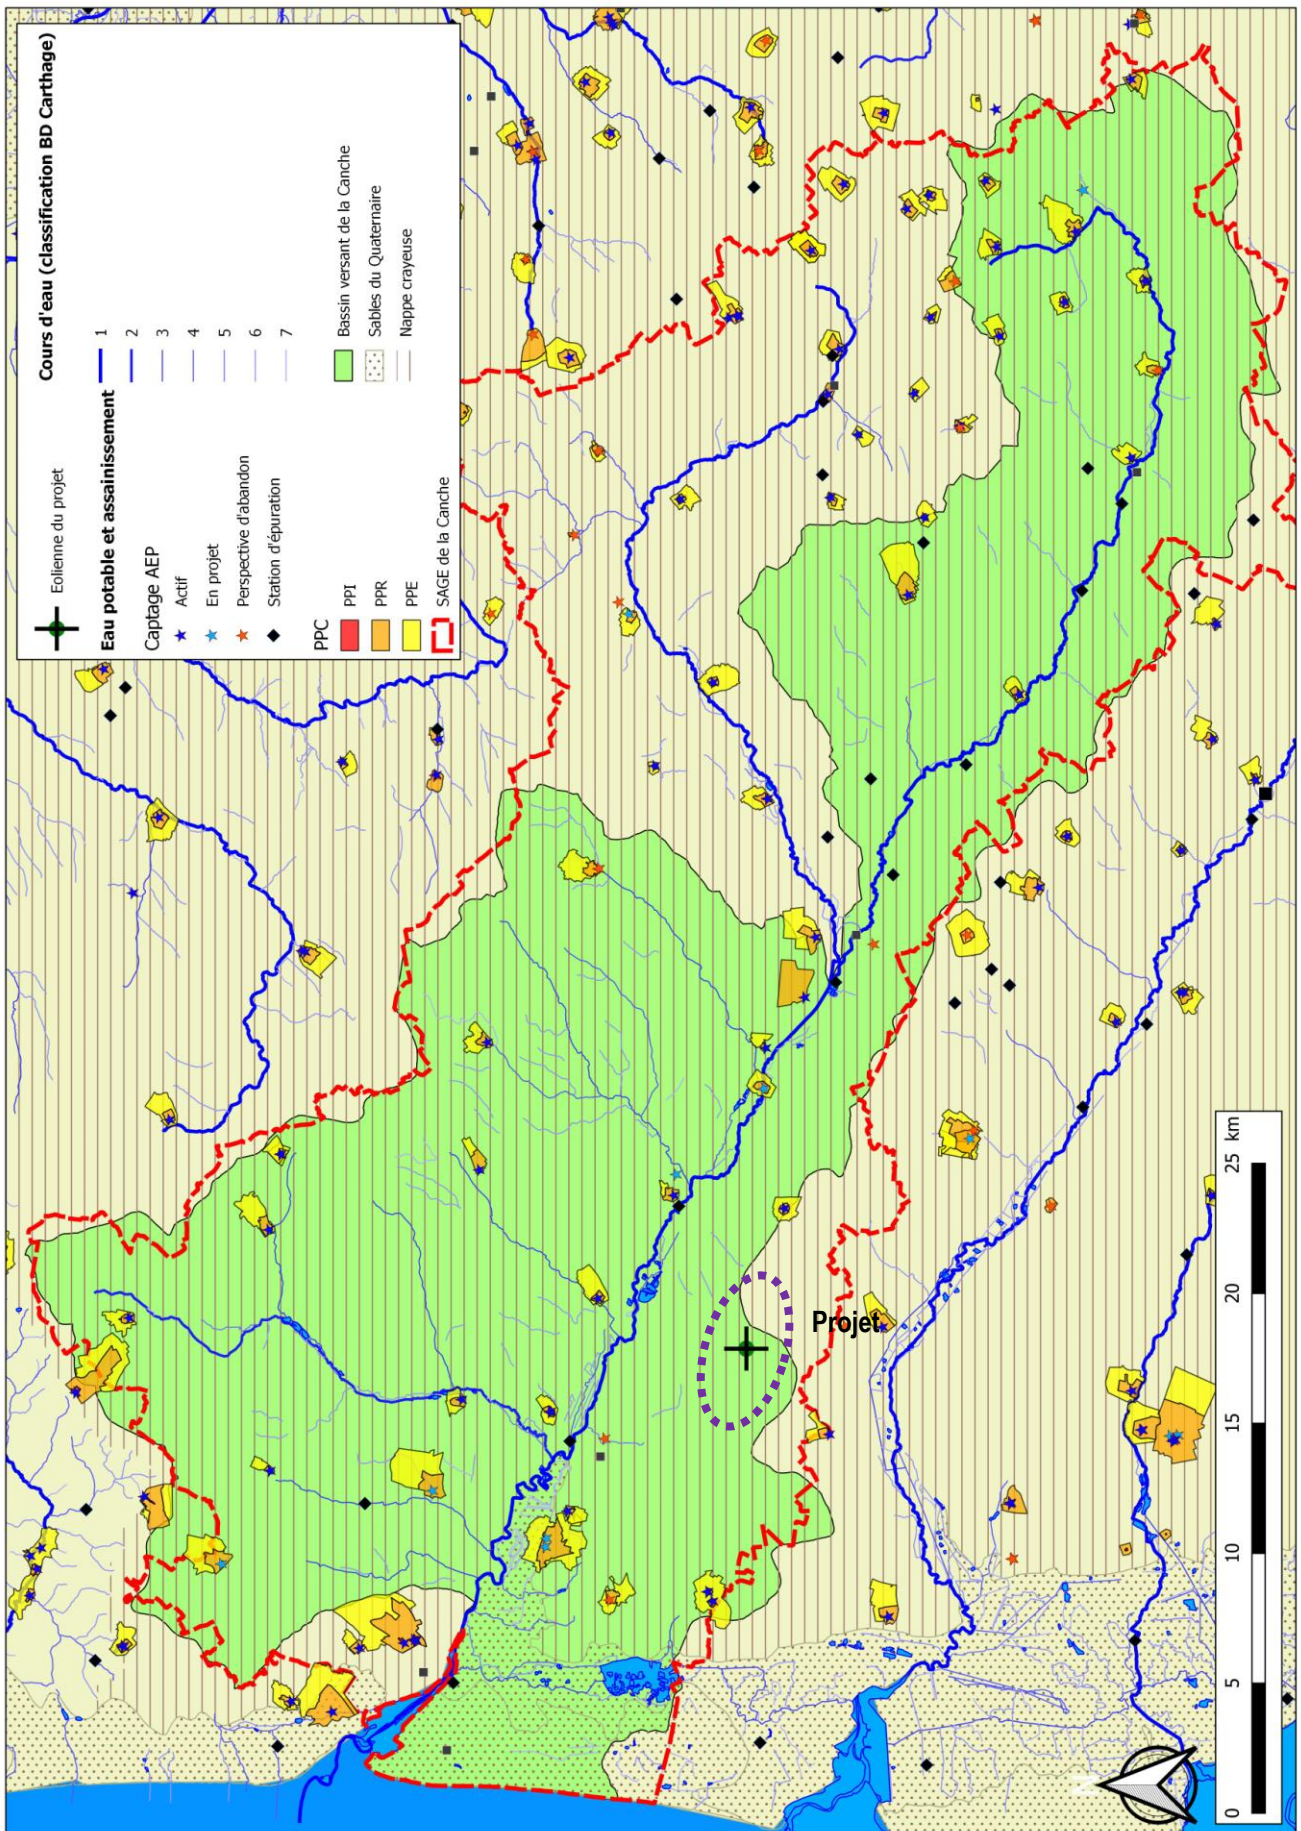 Eolienne du projet
Eau potable et assainissement
Captage AEP
Actif
En projet
Perspective d'abandon
Station d'épuration
PPC
PPI
PPR
PPE
SAGE de la Canche
Cours d'eau (classification BD Carthage)
1
2
3
4
5
6
7
Bassin versant de la Canche
Sables du Quaternaire
Nappe crayeuse
Projet
0 5 10 15 20 25 km